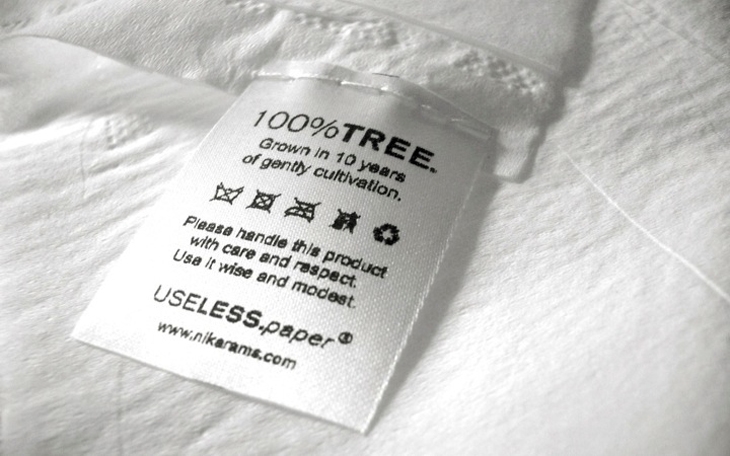 100%TREE.
Grown in 10 years
of gently cultivation.
Please handle this product
with care and respect.
Use it wise and modest.
USELESS.paper®
www.nikarams.com